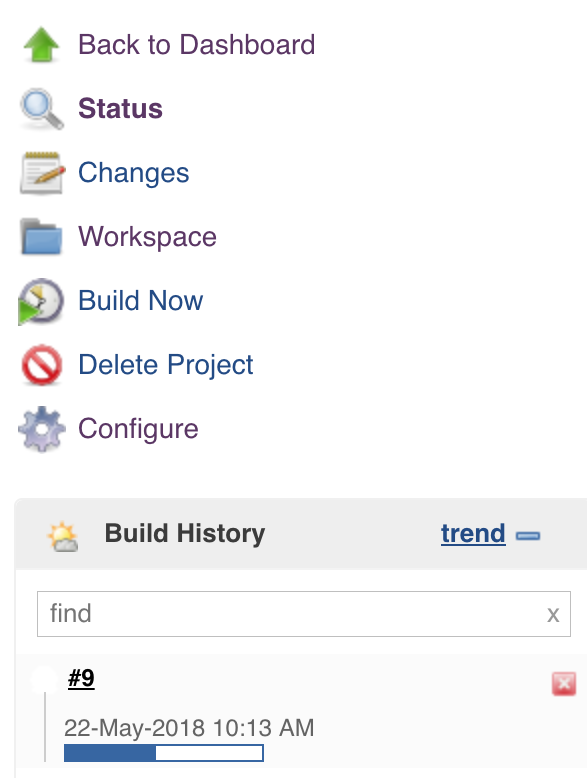 Back to Dashboard
Status
Changes
Workspace
Build Now
Delete Project
Configure
Build History trend
find x
#9
22-May-2018 10:13 AM